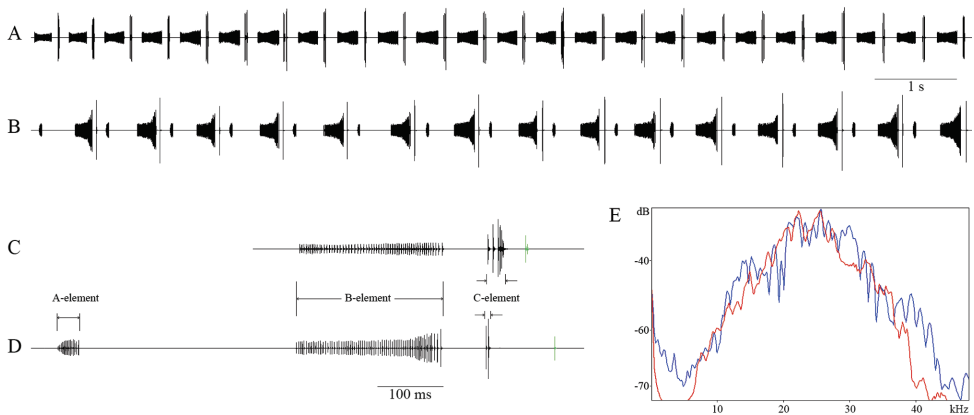 A
1 s
B
C
E
dB
-40
-60
-70
10
20
30
40
kHz
A-element
B-element
C-element
D
100 ms